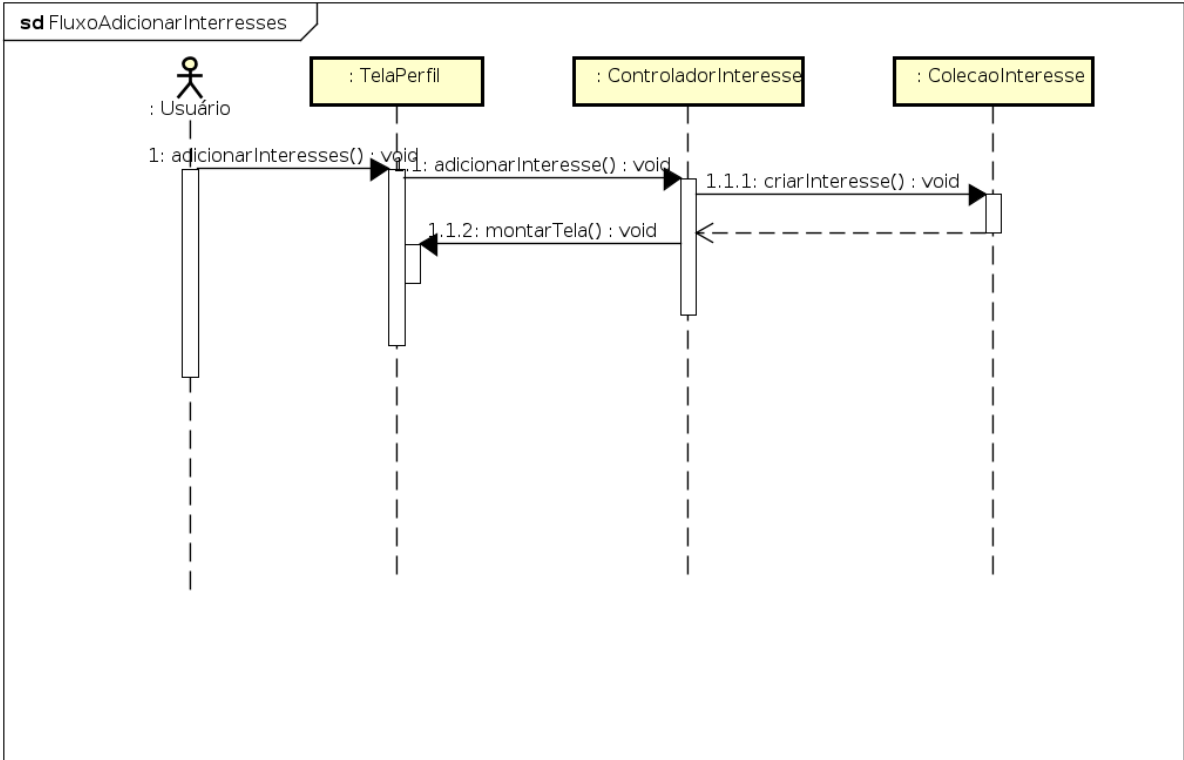 sd FluxoAdicionarInterresses
: Usuário
: TelaPerfil
: ControladorInteresse
: ColecaoInteresse
1: adicionarInteresses() : void
1.1: adicionarInteresse() : void
1.1.1: criarInteresse() : void
1.1.2: montarTela() : void